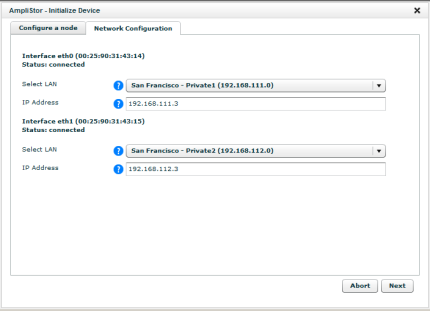 AmpliStor - Initialize Device
Configure a node
Network Configuration
Interface eth0 (00:25:90:31:43:14)
Status: connected
Select LAN
? San Francisco - Private1 (192.168.111.0)
IP Address
? 192.168.111.3
Interface eth1 (00:25:90:31:43:15)
Status: connected
Select LAN
? San Francisco - Private2 (192.168.112.0)
IP Address
? 192.168.112.3
Abort
Next